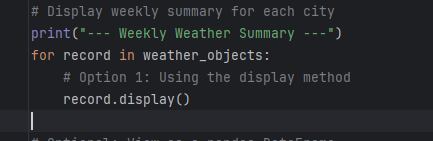 # Display weekly summary for each city
print("--- Weekly Weather Summary ---")
for record in weather_objects:
# Option 1: Using the display method
record.display()